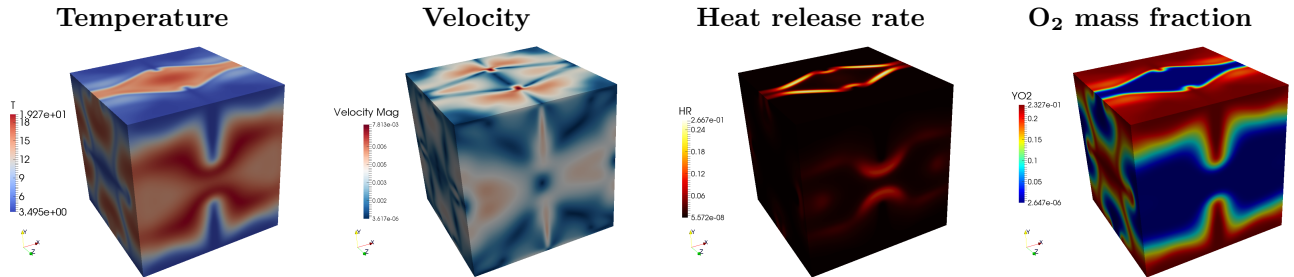 Temperature
T
1.927e+01
18
15
12
9
6
3.495e+00
Y
X
Z
Velocity
Velocity Mag
7.813e-03
0.006
0.005
0.003
0.002
3.617e-06
Y
X
Z
Heat release rate
HR
2.667e-01
0.24
0.18
0.12
0.06
5.572e-08
Y
X
Z
O₂ mass fraction
YO2
2.327e-01
0.2
0.15
0.1
0.05
2.647e-06
Y
X
Z